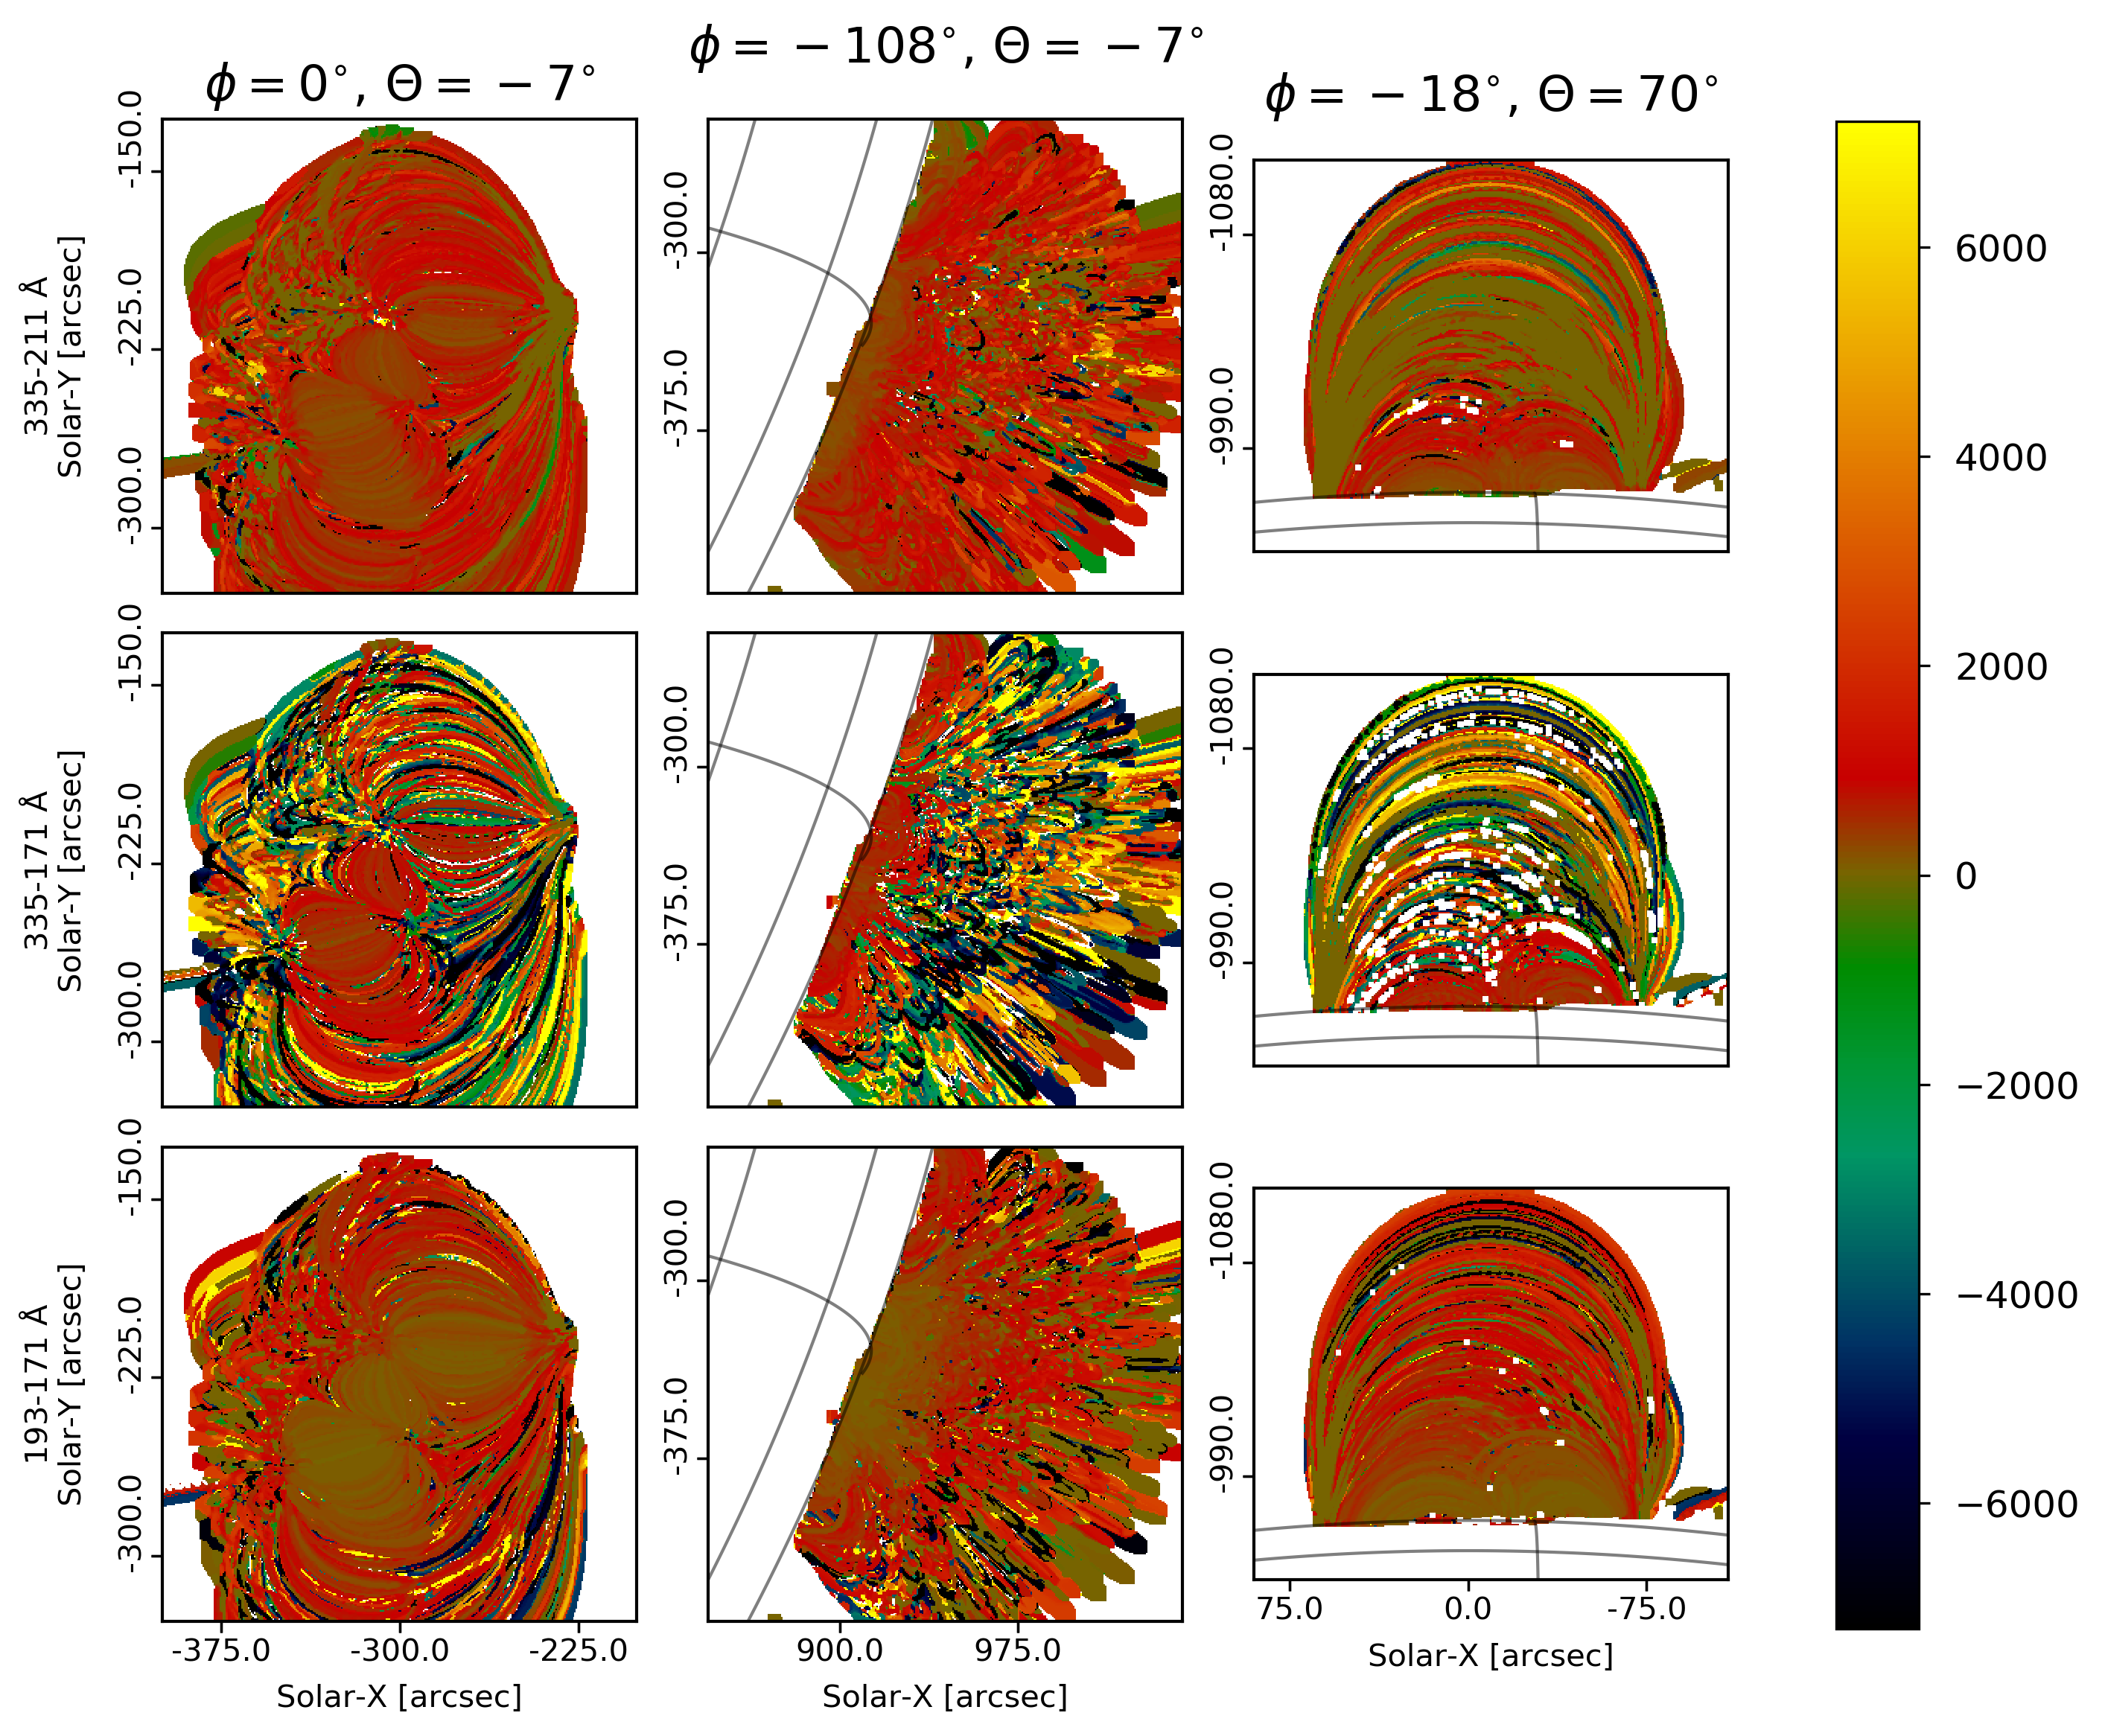 ϕ = 0°, Θ = −7°
ϕ = −108°, Θ = −7°
ϕ = −18°, Θ = 70°
335-211 Å
Solar-Y [arcsec]
-150.0
-225.0
-300.0
-300.0
-375.0
-1080.0
-990.0
335-171 Å
Solar-Y [arcsec]
-150.0
-225.0
-300.0
-300.0
-375.0
-1080.0
-990.0
193-171 Å
Solar-Y [arcsec]
-150.0
-225.0
-300.0
-300.0
-375.0
-1080.0
-990.0
-375.0 -300.0 -225.0
Solar-X [arcsec]
900.0 975.0
Solar-X [arcsec]
75.0 0.0 -75.0
Solar-X [arcsec]
6000
4000
2000
0
−2000
−4000
−6000